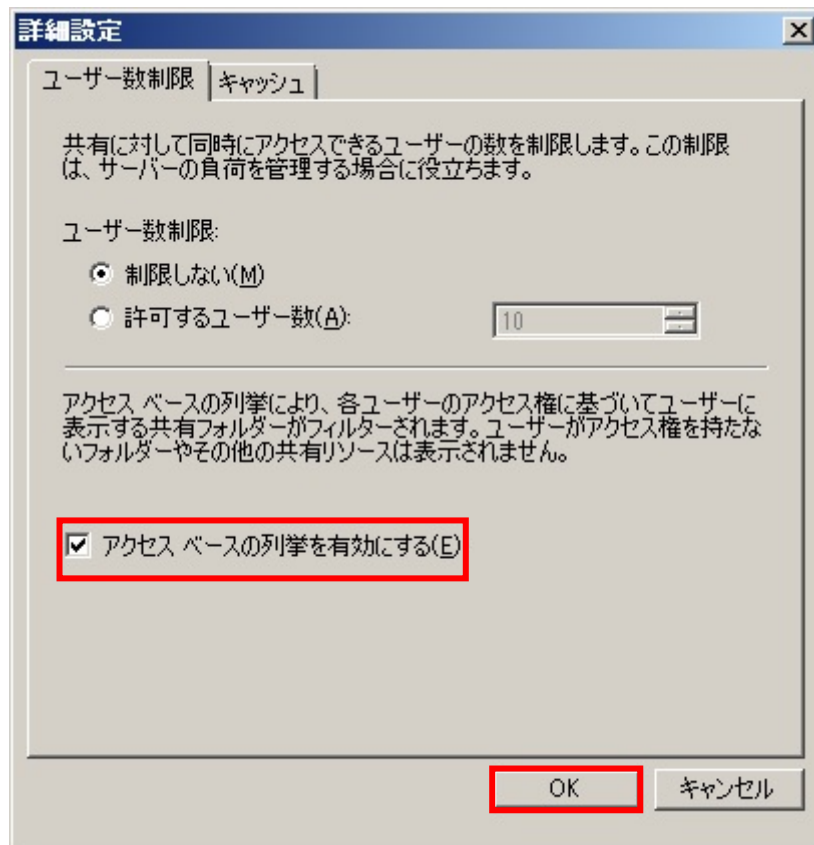 詳細設定
ユーザー数制限
キャッシュ
共有に対して同時にアクセスできるユーザーの数を制限します。この制限
は、サーバーの負荷を管理する場合に役立ちます。
ユーザー数制限:
制限しない(M)
許可するユーザー数(A): 10
アクセス ベースの列挙により、各ユーザーのアクセス権に基づいてユーザーに
表示する共有フォルダーがフィルターされます。ユーザーがアクセス権を持たな
いフォルダーやその他の共有リソースは表示されません。
アクセス ベースの列挙を有効にする(E)
OK
キャンセル